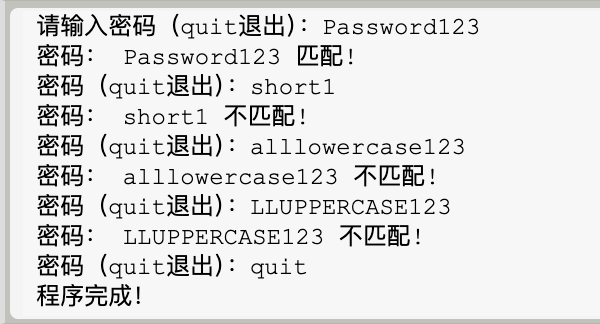 请输入密码（quit退出）：Password123
密码： Password123 匹配！
密码（quit退出）：short1
密码： short1 不匹配！
密码（quit退出）：alllowercase123
密码： alllowercase123 不匹配！
密码（quit退出）：LLUPPERCASE123
密码： LLUPPERCASE123 不匹配！
密码（quit退出）：quit
程序完成！